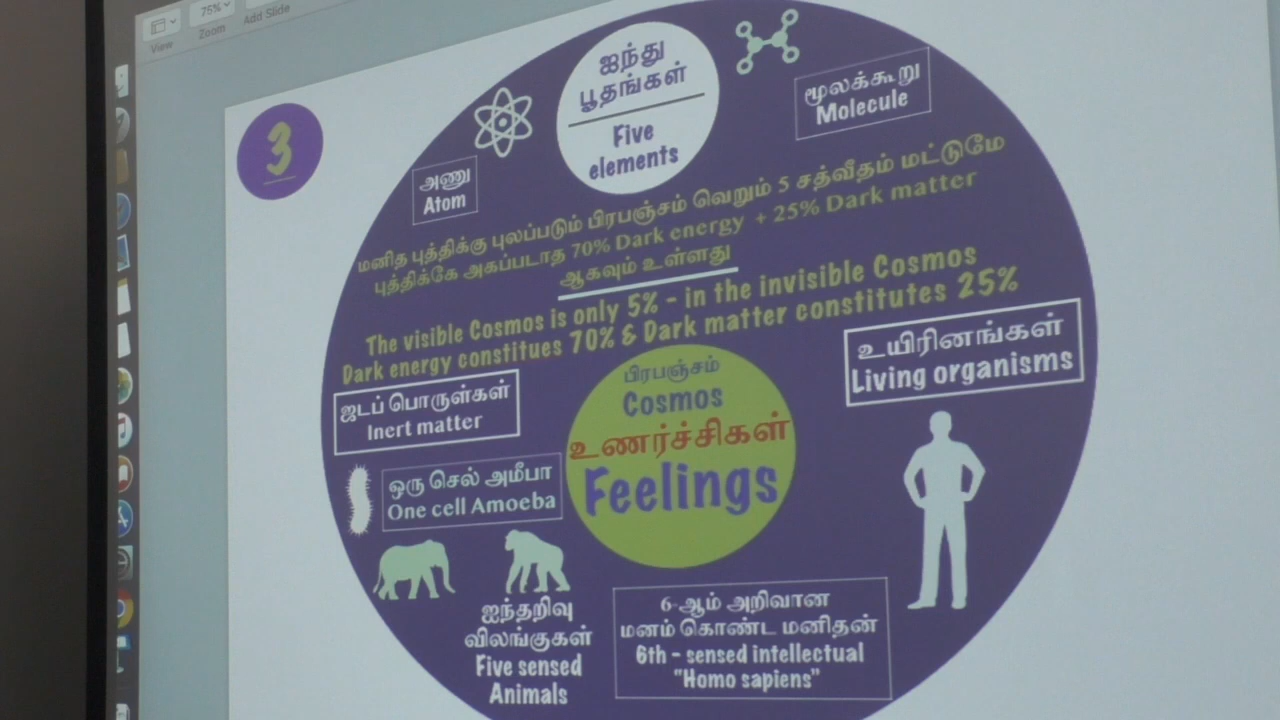 75%
View
Zoom
Add Slide
3
ஐந்து
பூதங்கள்
Five
elements
மூலக்கூறு
Molecule
அணு
Atom
மனித புத்திக்கு புலப்படும் பிரபஞ்சம் வெறும் 5 சத்வீதம் மட்டுமே
புத்திக்கே அகப்படாத 70% Dark energy + 25% Dark matter
ஆகவும் உள்ளது
The visible Cosmos is only 5% - in the invisible Cosmos
Dark energy constitues 70% & Dark matter constitutes 25%
ஜடப் பொருள்கள்
Inert matter
உயிரினங்கள்
Living organisms
பிரபஞ்சம்
Cosmos
உணர்ச்சிகள்
Feelings
ஒரு செல் அமீபா
One cell Amoeba
ஐந்தறிவு
விலங்குகள்
Five sensed
Animals
6-ஆம் அறிவான
மனம் கொண்ட மனிதன்
6th - sensed intellectual
"Homo sapiens"